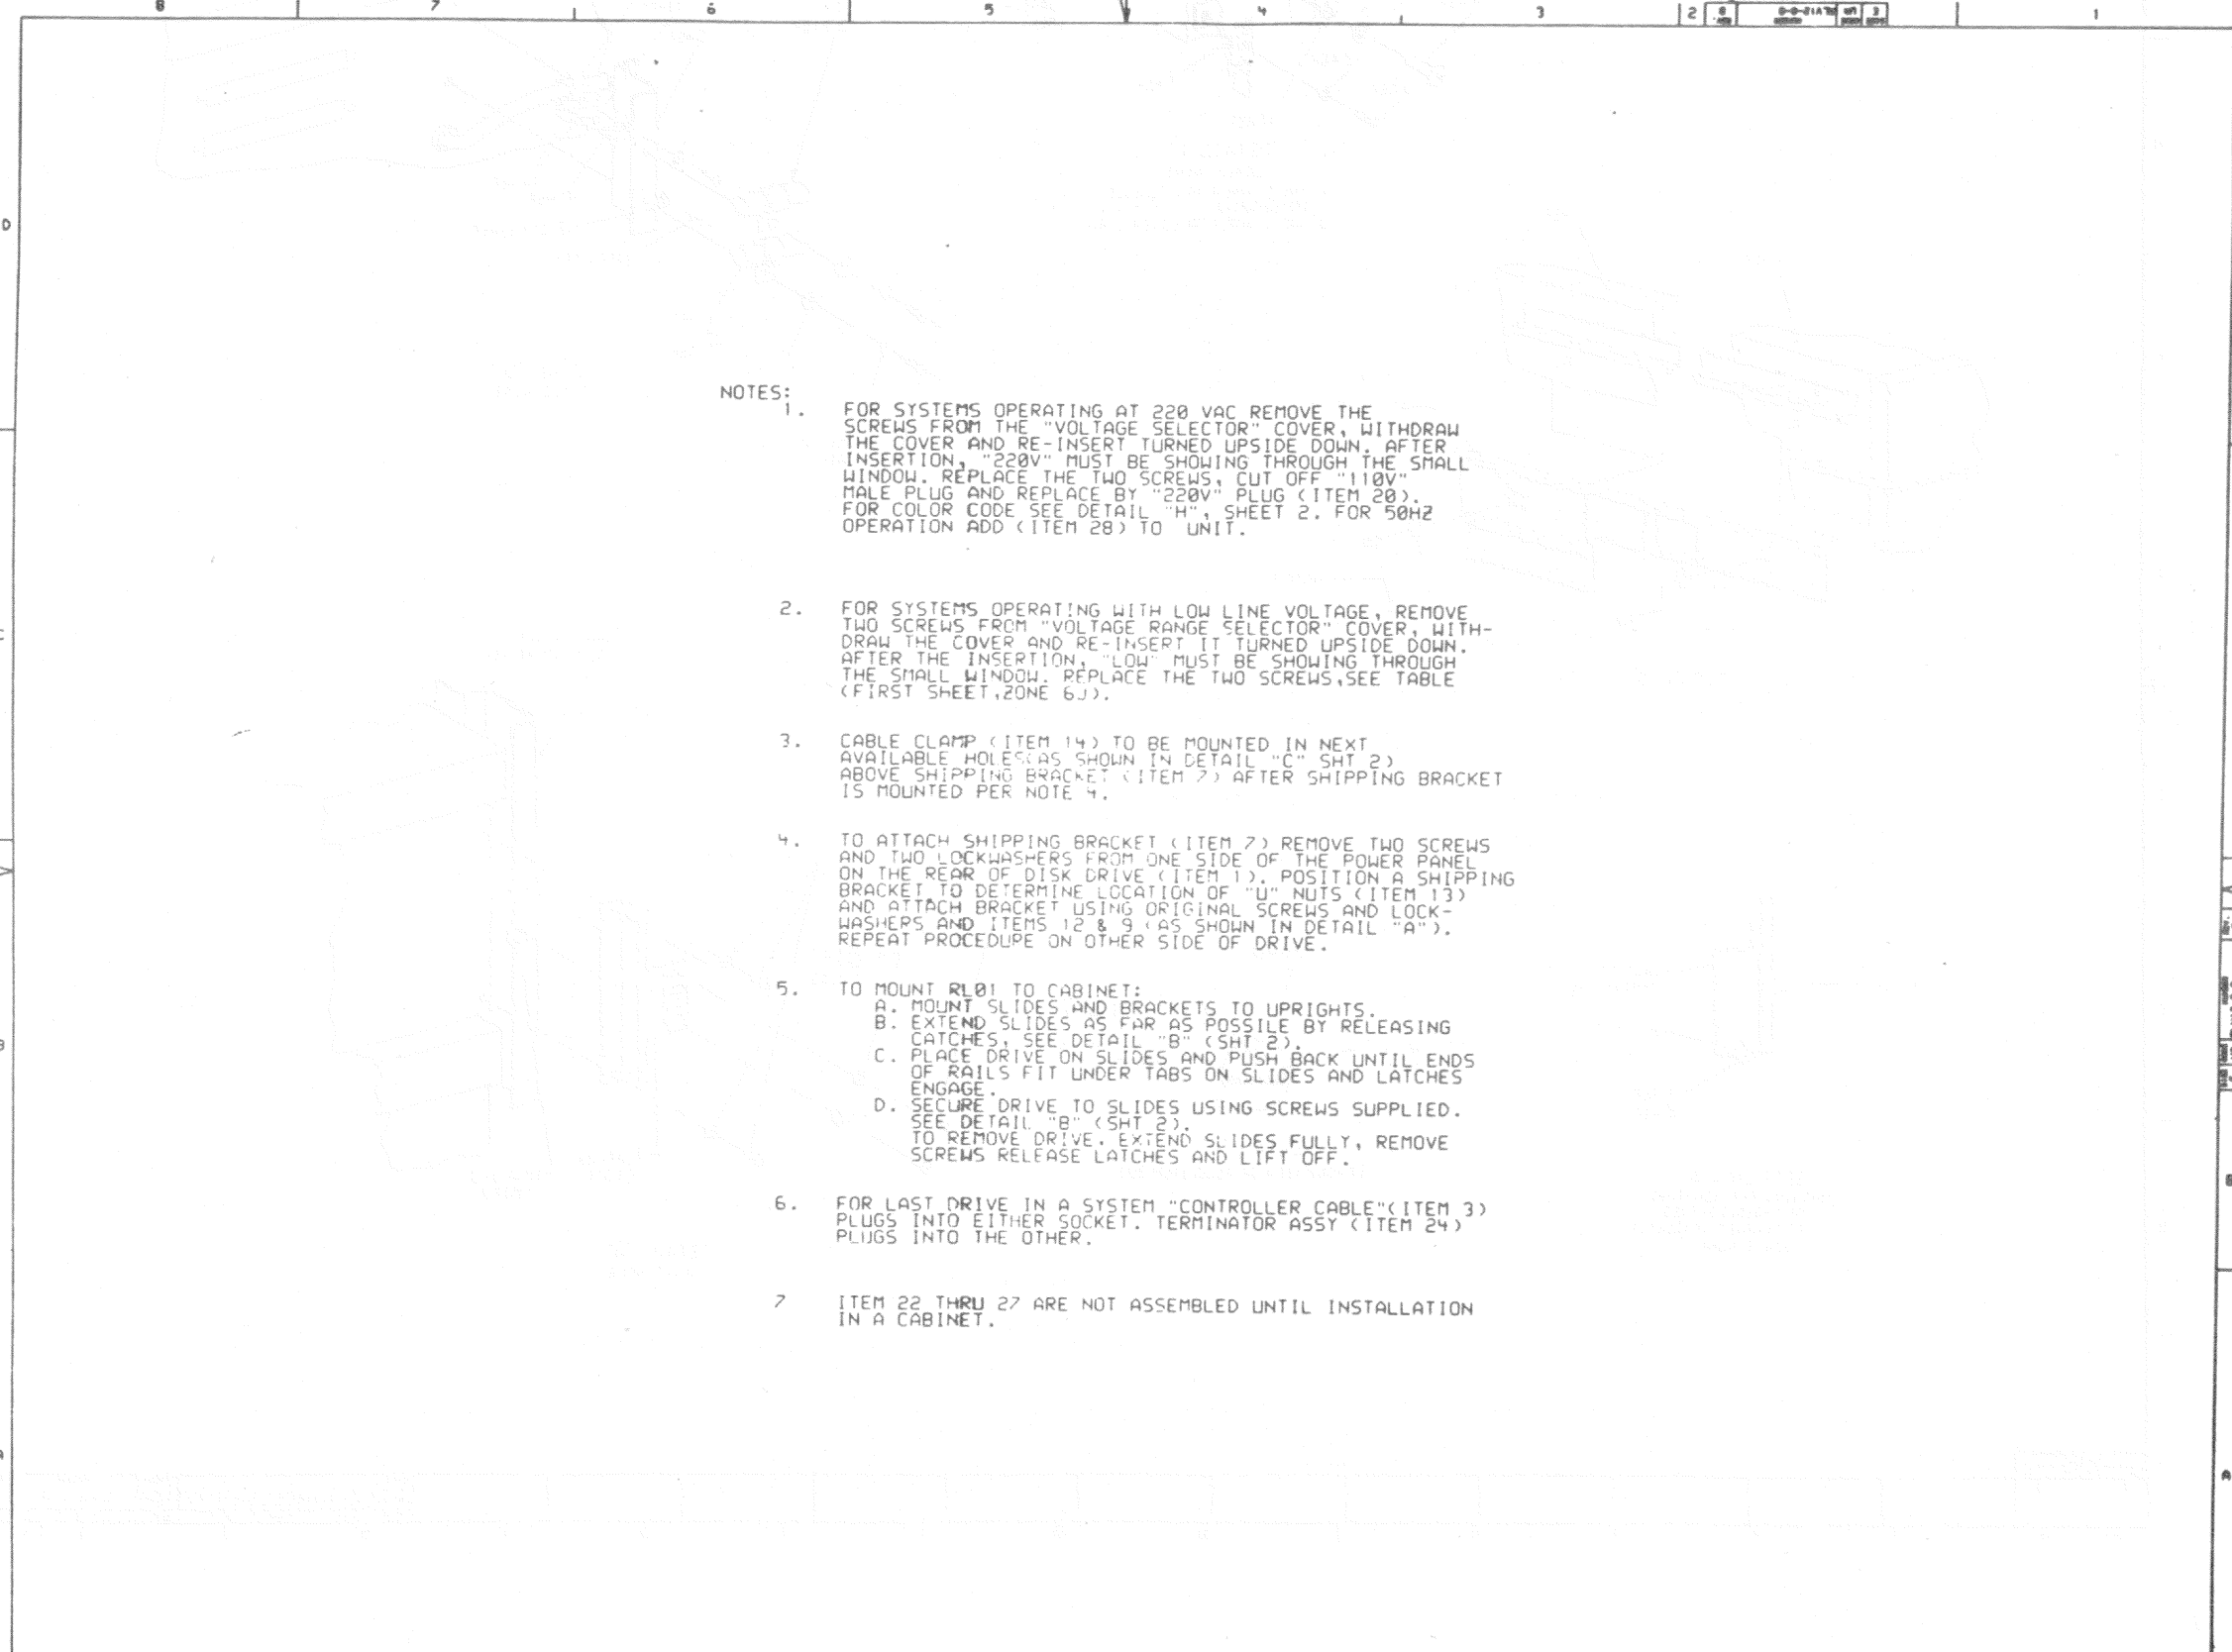 8 7 6 5 4 3 2 1
D
NOTES:
1. FOR SYSTEMS OPERATING AT 220 VAC REMOVE THE
SCREWS FROM THE "VOLTAGE SELECTOR" COVER, WITHDRAW
THE COVER AND RE-INSERT TURNED UPSIDE DOWN. AFTER
INSERTION, "220V" MUST BE SHOWING THROUGH THE SMALL
WINDOW. REPLACE THE TWO SCREWS, CUT OFF "110V"
MALE PLUG AND REPLACE BY "220V" PLUG (ITEM 20).
FOR COLOR CODE SEE DETAIL "H", SHEET 2. FOR 50HZ
OPERATION ADD (ITEM 28) TO UNIT.
2. FOR SYSTEMS OPERATING WITH LOW LINE VOLTAGE, REMOVE
TWO SCREWS FROM "VOLTAGE RANGE SELECTOR" COVER, WITH-
DRAW THE COVER AND RE-INSERT IT TURNED UPSIDE DOWN.
AFTER THE INSERTION, "LOW" MUST BE SHOWING THROUGH
THE SMALL WINDOW. REPLACE THE TWO SCREWS,SEE TABLE
(FIRST SHEET,ZONE 6J).
3. CABLE CLAMP (ITEM 14) TO BE MOUNTED IN NEXT
AVAILABLE HOLES(AS SHOWN IN DETAIL "C" SHT 2)
ABOVE SHIPPING BRACKET (ITEM 7) AFTER SHIPPING BRACKET
IS MOUNTED PER NOTE 4.
4. TO ATTACH SHIPPING BRACKET (ITEM 7) REMOVE TWO SCREWS
AND TWO LOCKWASHERS FROM ONE SIDE OF THE POWER PANEL
ON THE REAR OF DISK DRIVE (ITEM 1). POSITION A SHIPPING
BRACKET TO DETERMINE LOCATION OF "U" NUTS (ITEM 13)
AND ATTACH BRACKET USING ORIGINAL SCREWS AND LOCK-
WASHERS AND ITEMS 12 & 9 (AS SHOWN IN DETAIL "A").
REPEAT PROCEDURE ON OTHER SIDE OF DRIVE.
5. TO MOUNT RL01 TO CABINET:
A. MOUNT SLIDES AND BRACKETS TO UPRIGHTS.
B. EXTEND SLIDES AS FAR AS POSSILE BY RELEASING
CATCHES, SEE DETAIL "B" (SHT 2).
C. PLACE DRIVE ON SLIDES AND PUSH BACK UNTIL ENDS
OF RAILS FIT UNDER TABS ON SLIDES AND LATCHES
ENGAGE.
D. SECURE DRIVE TO SLIDES USING SCREWS SUPPLIED.
SEE DETAIL "B" (SHT 2).
TO REMOVE DRIVE, EXTEND SLIDES FULLY, REMOVE
SCREWS RELEASE LATCHES AND LIFT OFF.
6. FOR LAST DRIVE IN A SYSTEM "CONTROLLER CABLE"(ITEM 3)
PLUGS INTO EITHER SOCKET. TERMINATOR ASSY (ITEM 24)
PLUGS INTO THE OTHER.
7 ITEM 22 THRU 27 ARE NOT ASSEMBLED UNTIL INSTALLATION
IN A CABINET.
A